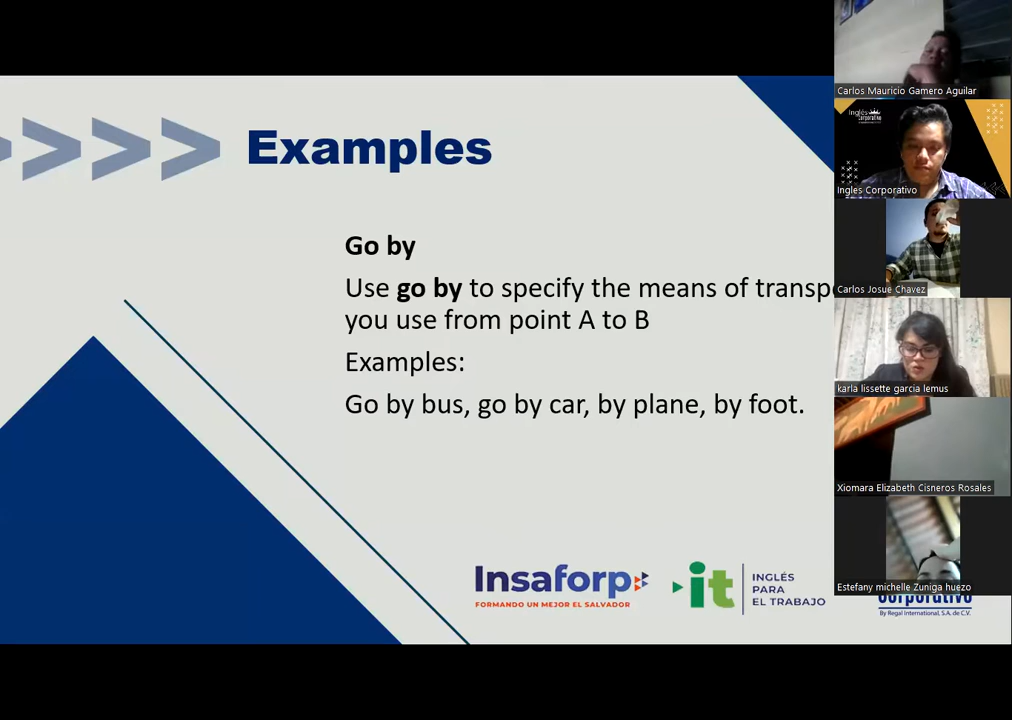 Examples
Go by
Use go by to specify the means of transp
you use from point A to B
Examples:
Go by bus, go by car, by plane, by foot.
Insaforp
FORMANDO UN MEJOR EL SALVADOR
it
INGLÉS
PARA
EL TRABAJO
Corporativo
By Regal International, S.A. de C.V.
Carlos Mauricio Gamero Aguilar
Inglés
Corporativo
Ingles Corporativo
Carlos Josue Chavez
karla lissette garcia lemus
Xiomara Elizabeth Cisneros Rosales
Estefany michelle Zuniga huezo